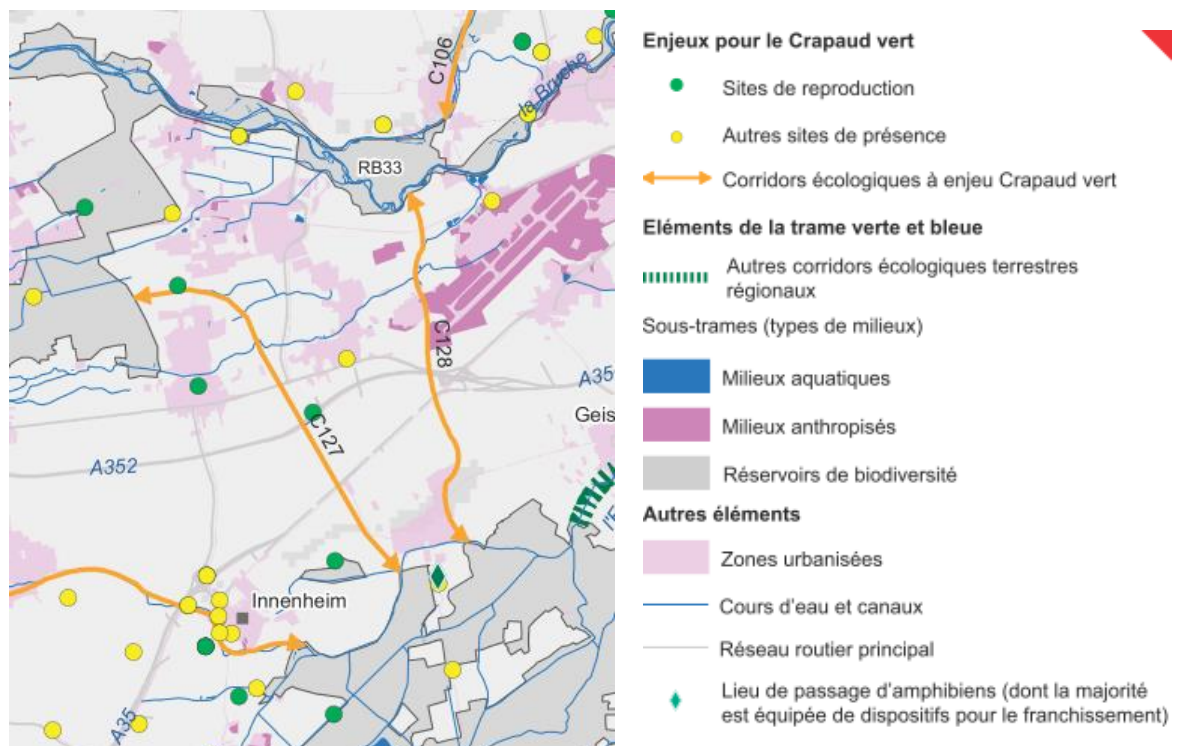 C106
la Bruche
RB33
C128
A35
Geis
C127
A352
l'E
Innenheim
A35
Enjeux pour le Crapaud vert
Sites de reproduction
Autres sites de présence
Corridors écologiques à enjeu Crapaud vert
Eléments de la trame verte et bleue
Autres corridors écologiques terrestres
régionaux
Sous-trames (types de milieu)
Milieux aquatiques
Milieux anthropisés
Réservoirs de biodiversité
Autres éléments
Zones urbanisées
Cours d'eau et canaux
Réseau routier principal
Lieu de passage d'amphibiens (dont la majorité
est équipée de dispositifs pour le franchissement)